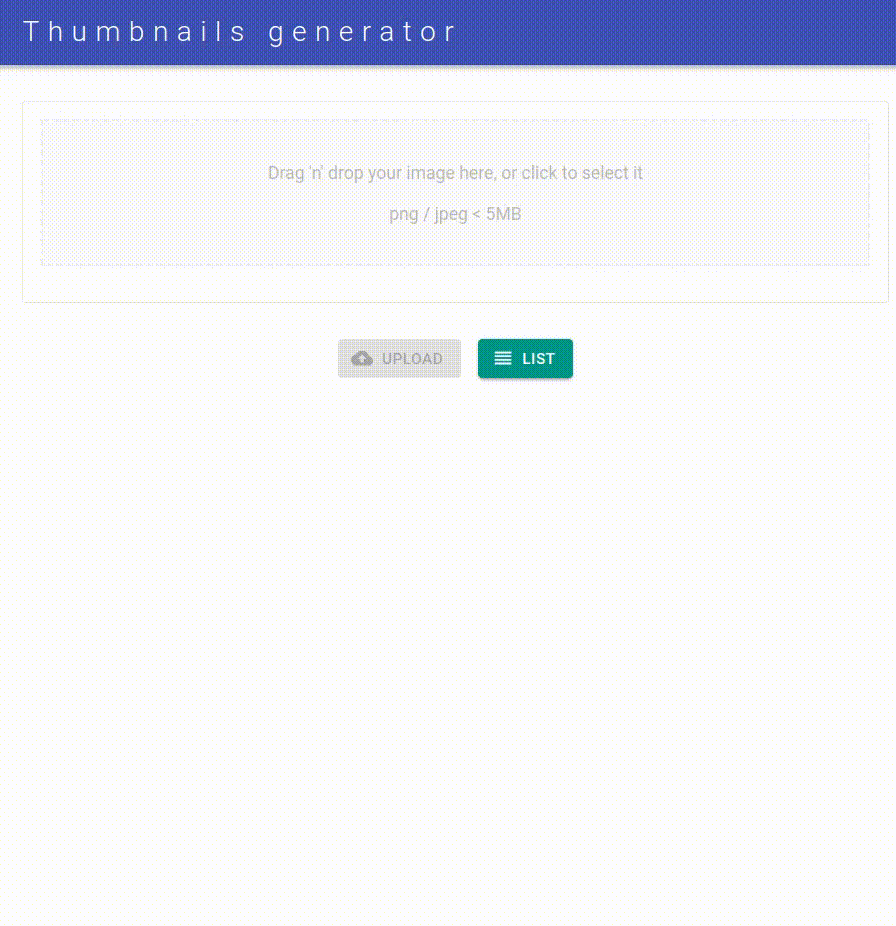 Thumbnails generator
Drag 'n' drop your image here, or click to select it
png / jpeg < 5MB
UPLOAD
LIST